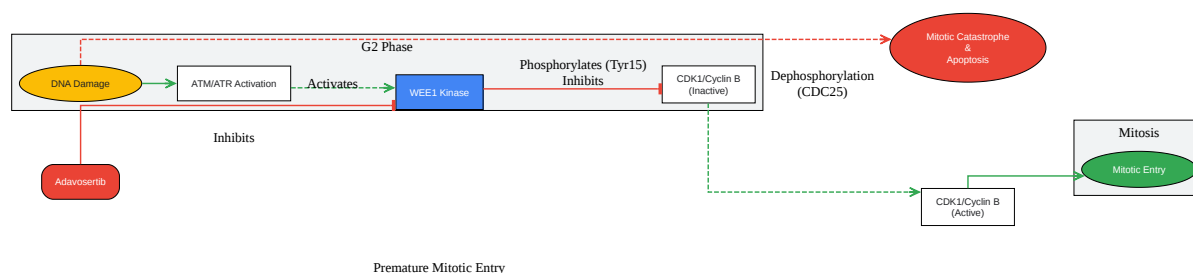 Mitotic Catastrophe
&
Apoptosis
G2 Phase
DNA Damage
ATM/ATR Activation
Activates
WEE1 Kinase
Phosphorylates (Tyr15)
Inhibits
CDK1/Cyclin B
(Inactive)
Dephosphorylation
(CDC25)
Inhibits
Mitosis
Mitotic Entry
Adavosertib
CDK1/Cyclin B
(Active)
Premature Mitotic Entry